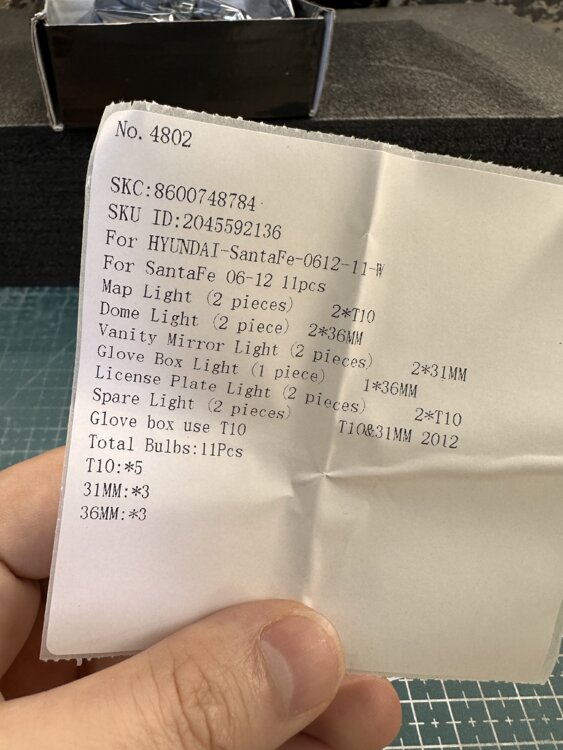 No. 4802
SKC:8600748784
SKU ID:2045592136
For HYUNDAI-SantaFe-0612-11-W
For SantaFe 06-12 11pcs
Map Light (2 pieces) 2*T10
Dome Light (2 piece) 2*36MM
Vanity Mirror Light (2 pieces) 2*31MM
Glove Box Light (1 piece) 1*36MM
License Plate Light (2 pieces) 2*T10
Spare Light (2 pieces) T10&31MM 2012
Glove box use T10
Total Bulbs:11Pcs
T10:*5
31MM:*3
36MM:*3